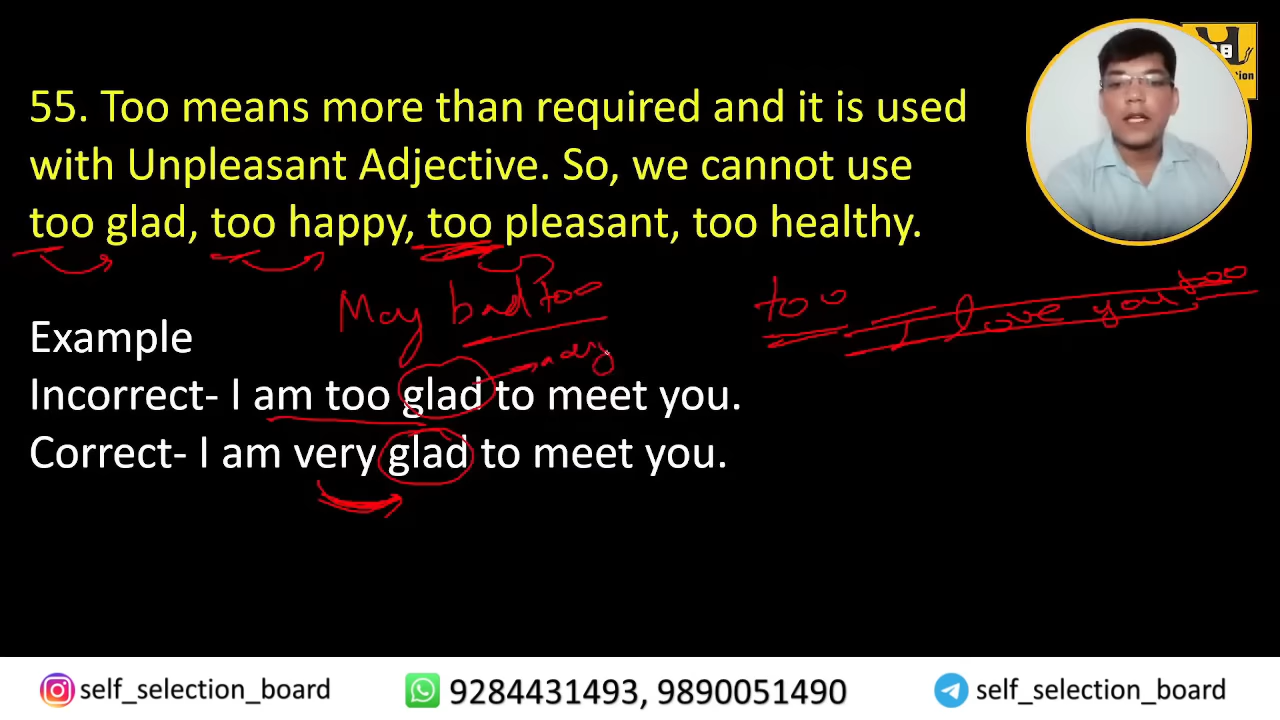 55. Too means more than required and it is used
with Unpleasant Adjective. So, we cannot use
too glad, too happy, too pleasant, too healthy.
May bad too
too
I love you too
Example
Incorrect- I am too glad to meet you.
Correct- I am very glad to meet you.
self_selection_board
9284431493, 9890051490
self_selection_board